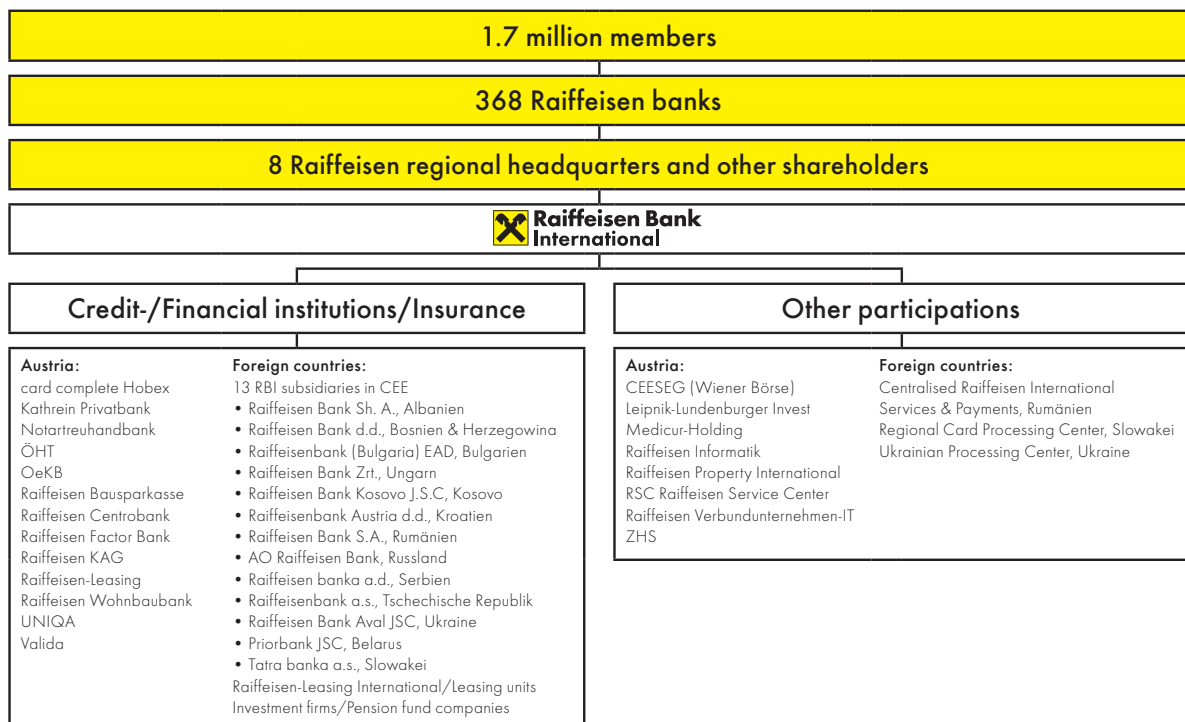 1.7 million members
368 Raiffeisen banks
8 Raiffeisen regional headquarters and other shareholders
Raiffeisen Bank
International
Credit-/Financial institutions/Insurance
Austria:
card complete Hobex
Kathrein Privatbank
Notartreuhandbank
ÖHT
OeKB
Raiffeisen Bausparkasse
Raiffeisen Centrobank
Raiffeisen Factor Bank
Raiffeisen KAG
Raiffeisen-Leasing
Raiffeisen Wohnbaubank
UNIQA
Valida
Foreign countries:
13 RBI subsidiaries in CEE
• Raiffeisen Bank Sh. A., Albanien
• Raiffeisen Bank d.d., Bosnien & Herzegowina
• Raiffeisenbank (Bulgaria) EAD, Bulgarien
• Raiffeisen Bank Zrt., Ungarn
• Raiffeisen Bank Kosovo J.S.C, Kosovo
• Raiffeisenbank Austria d.d., Kroatien
• Raiffeisen Bank S.A., Rumänien
• AO Raiffeisen Bank, Russland
• Raiffeisen banka a.d., Serbien
• Raiffeisenbank a.s., Tschechische Republik
• Raiffeisen Bank Aval JSC, Ukraine
• Priorbank JSC, Belarus
• Tatra banka a.s., Slowakei
Raiffeisen-Leasing International/Leasing units
Investment firms/Pension fund companies
Other participations
Austria:
CEESEG (Wiener Börse)
Leipnik-Lundenburger Invest
Medicur-Holding
Raiffeisen Informatik
Raiffeisen Property International
RSC Raiffeisen Service Center
Raiffeisen Verbundunternehmen-IT
ZHS
Foreign countries:
Centralised Raiffeisen International
Services & Payments, Rumänien
Regional Card Processing Center, Slowakei
Ukrainian Processing Center, Ukraine